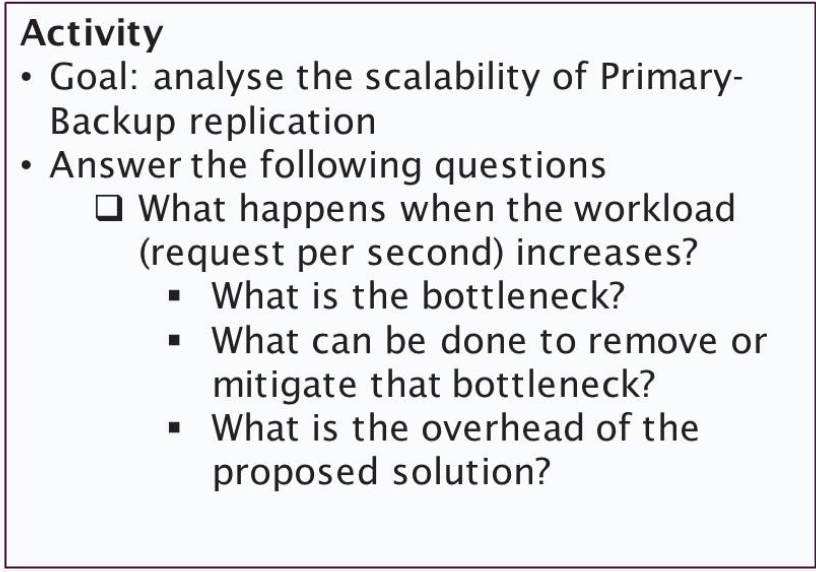 Activity
• Goal: analyse the scalability of Primary-
Backup replication
• Answer the following questions
❑ What happens when the workload
(request per second) increases?
▪ What is the bottleneck?
▪ What can be done to remove or
mitigate that bottleneck?
▪ What is the overhead of the
proposed solution?